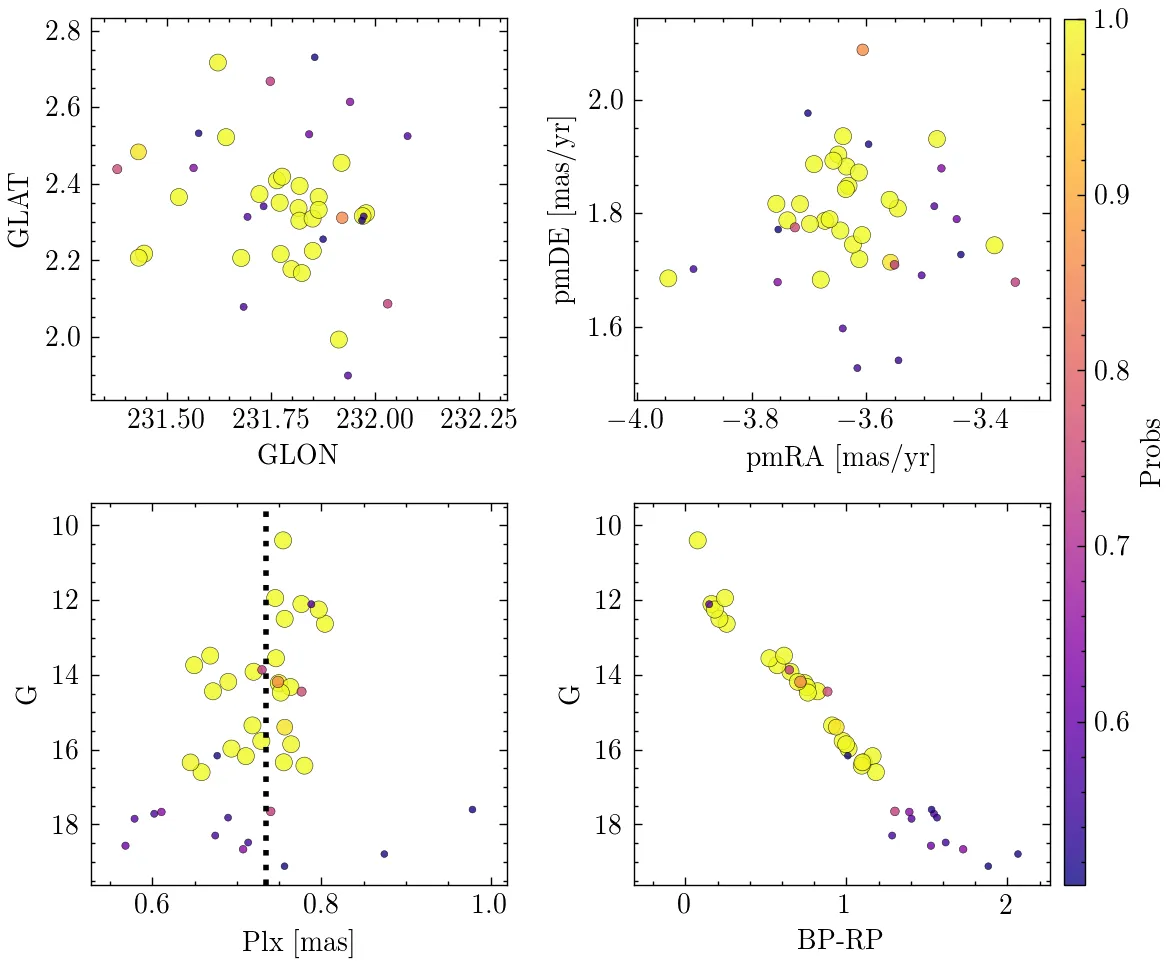 2.8
2.6
2.4
2.2
2.0
GLAT
231.50 231.75 232.00 232.25
GLON
2.0
1.8
1.6
pmDE [mas/yr]
−4.0 −3.8 −3.6 −3.4
pmRA [mas/yr]
10
12
14
16
18
G
0.6 0.8 1.0
Plx [mas]
10
12
14
16
18
G
0 1 2
BP-RP
1.0
0.9
0.8
0.7
0.6
Probs